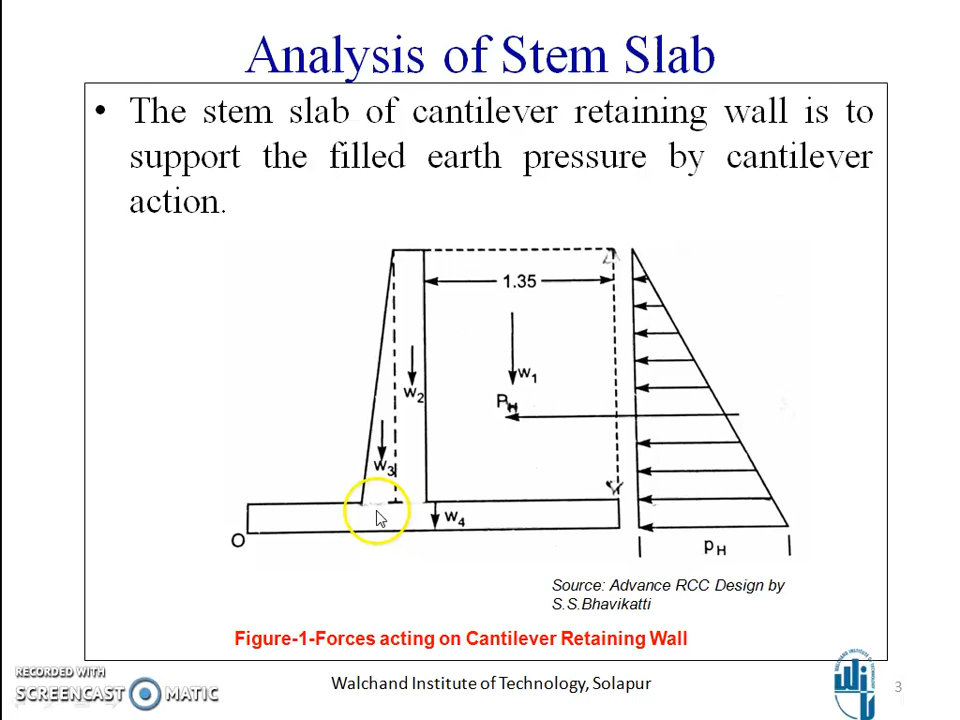 Analysis of Stem Slab
• The stem slab of cantilever retaining wall is to
support the filled earth pressure by cantilever
action.
1.35
W1
PH
W2
W3
W4
O
pH
Source: Advance RCC Design by
S.S.Bhavikatti
Figure-1-Forces acting on Cantilever Retaining Wall
RECORDED WITH
SCREENCAST MATIC
Walchand Institute of Technology, Solapur
3